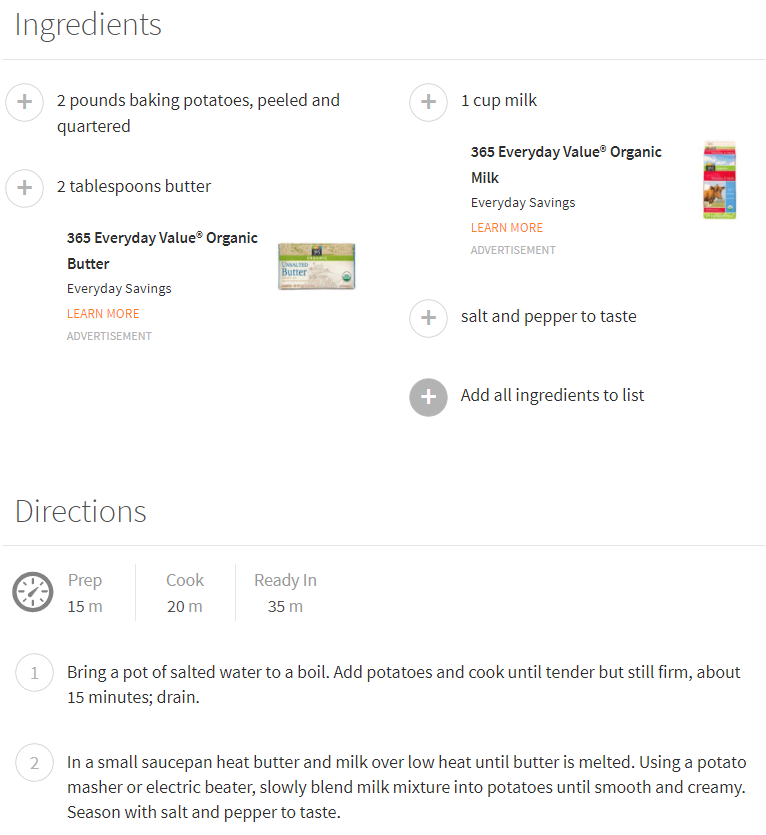 Ingredients
2 pounds baking potatoes, peeled and
quartered
2 tablespoons butter
365 Everyday Value® Organic
Butter
Everyday Savings
LEARN MORE
ADVERTISEMENT
ORGANIC
UNSALTED
Butter
1 cup milk
365 Everyday Value® Organic
Milk
Everyday Savings
LEARN MORE
ADVERTISEMENT
salt and pepper to taste
Add all ingredients to list
Directions
Prep
15 m
Cook
20 m
Ready In
35 m
1
Bring a pot of salted water to a boil. Add potatoes and cook until tender but still firm, about
15 minutes; drain.
2
In a small saucepan heat butter and milk over low heat until butter is melted. Using a potato
masher or electric beater, slowly blend milk mixture into potatoes until smooth and creamy.
Season with salt and pepper to taste.